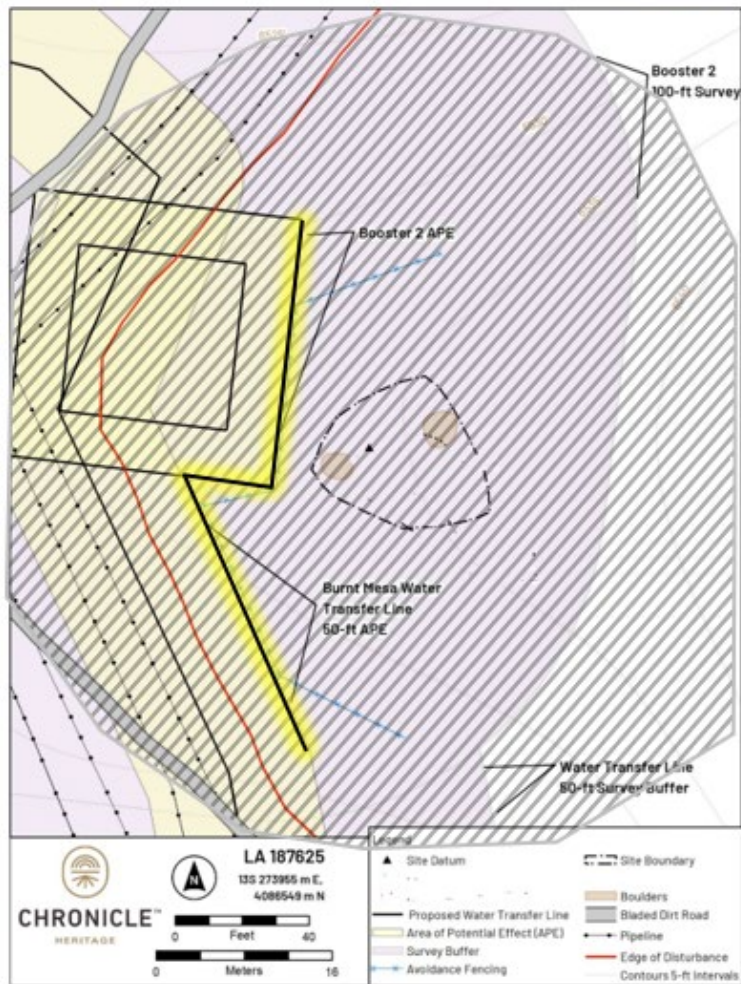 Booster 2
100-ft Survey
Booster 2 APE
Burnt Mesa Water
Transfer Line
50-ft APE
Water Transfer Line
50-ft Survey Buffer
CHRONICLE™
HERITAGE
N
LA 187625
13S 273955 m E,
4086549 m N
0 Feet 40
0 Meters 16
Legend
Site Datum
Proposed Water Transfer Line
Area of Potential Effect (APE)
Survey Buffer
Avoidance Fencing
Site Boundary
Boulders
Bladed Dirt Road
Pipeline
Edge of Disturbance
Contours 5-ft Intervals